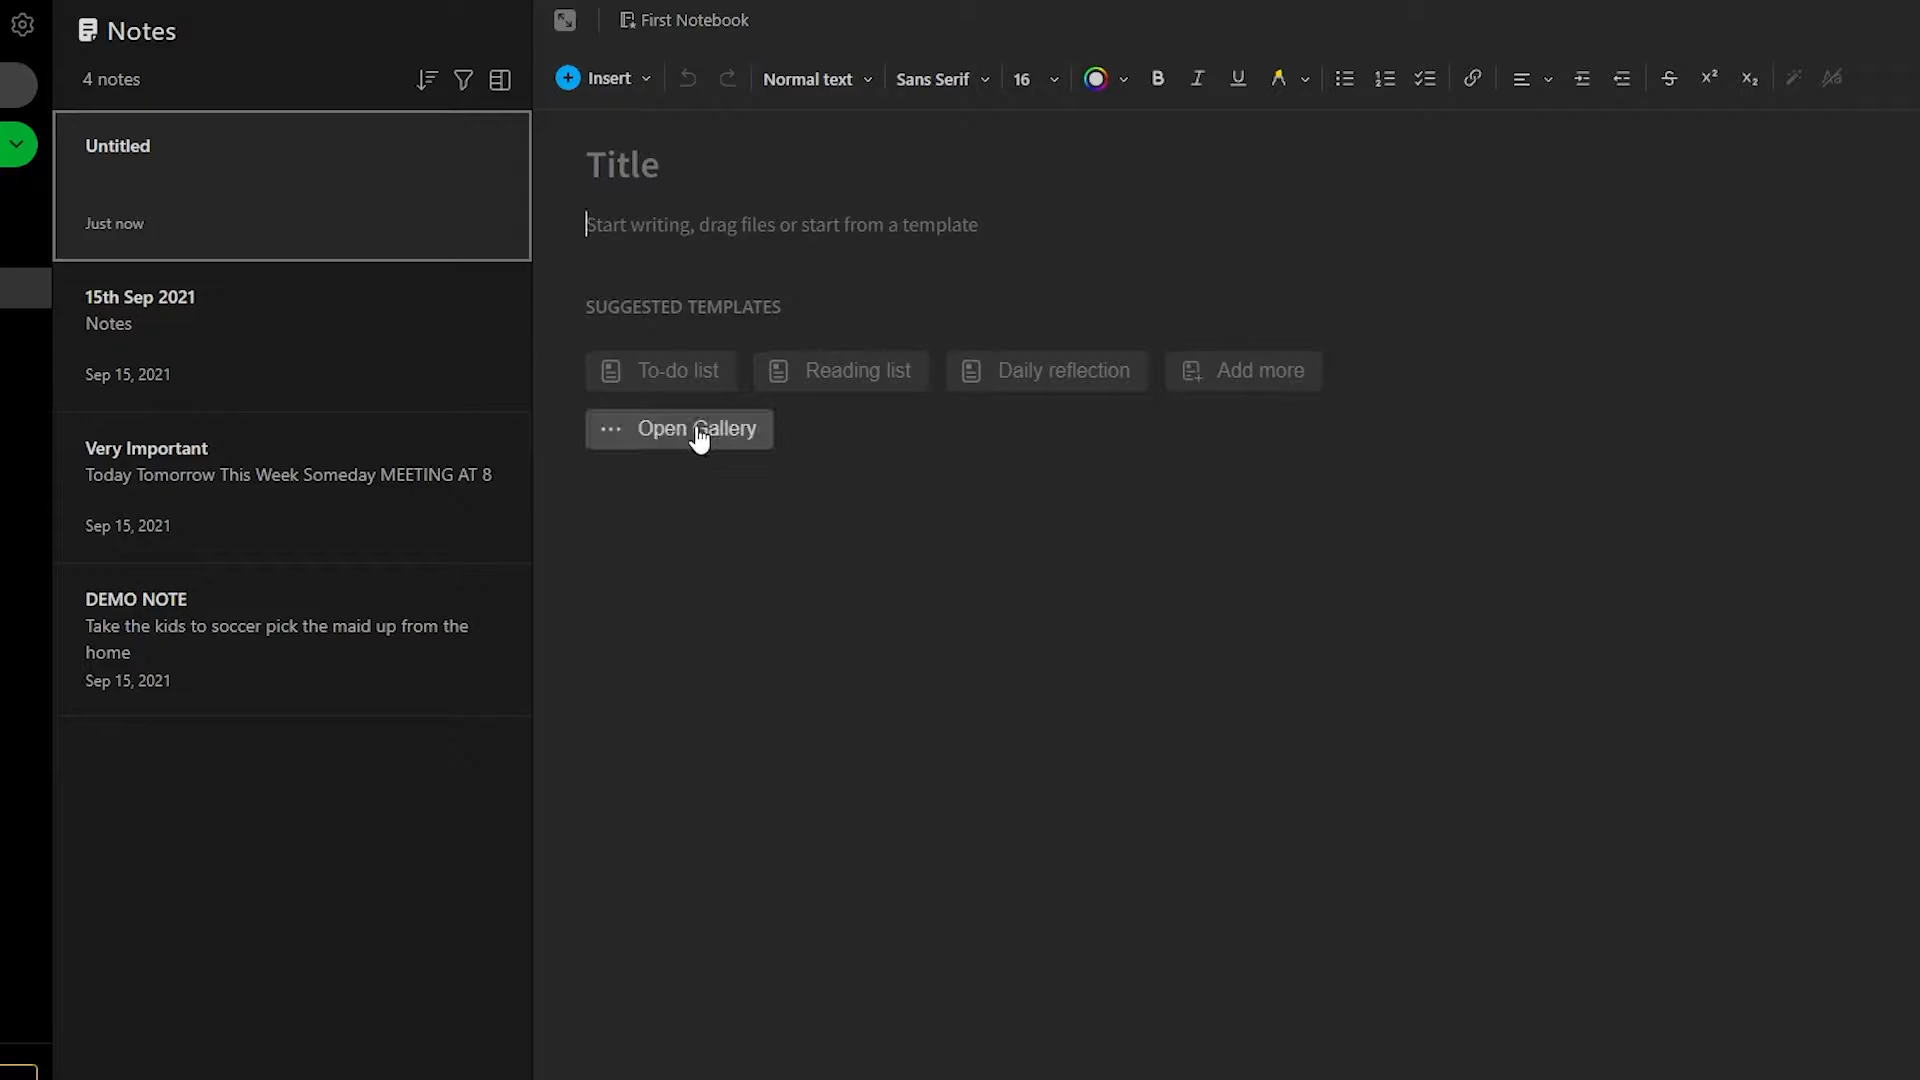 Notes
4 notes
Untitled
Just now
15th Sep 2021
Notes
Sep 15, 2021
Very Important
Today Tomorrow This Week Someday MEETING AT 8
Sep 15, 2021
DEMO NOTE
Take the kids to soccer pick the maid up from the
home
Sep 15, 2021
First Notebook
Insert Normal text Sans Serif 16 B I U A S X² X₂
Title
Start writing, drag files or start from a template
SUGGESTED TEMPLATES
To-do list Reading list Daily reflection Add more
Open Gallery